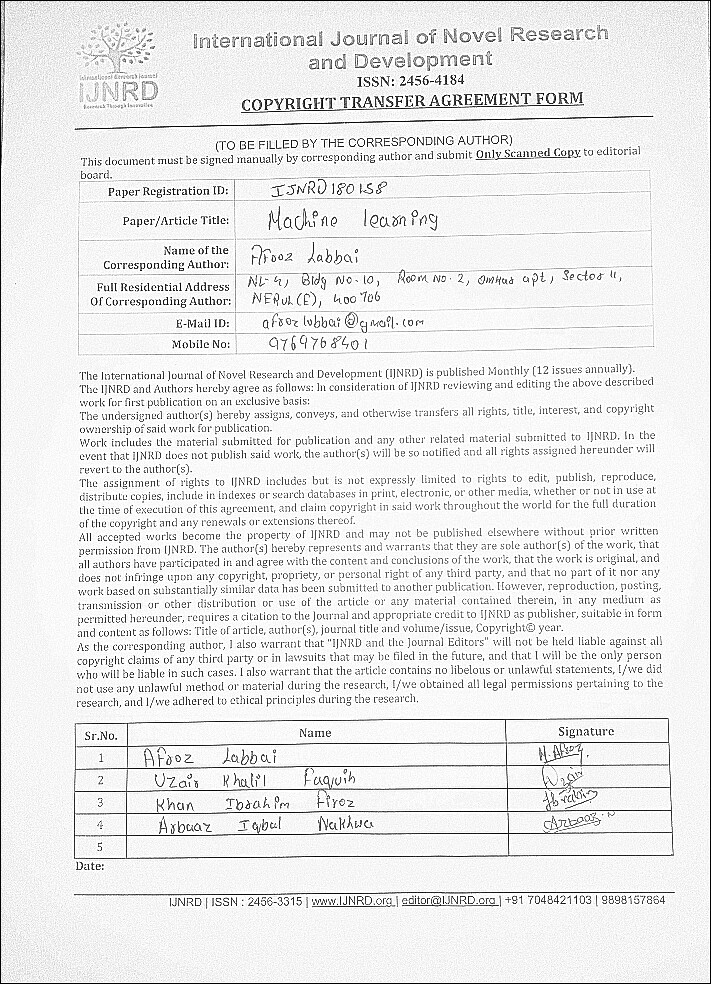 International Journal of Novel Research
and Development
International Research Journal
IJNRD
Research Through Innovation
ISSN: 2456-4184
COPYRIGHT TRANSFER AGREEMENT FORM
(TO BE FILLED BY THE CORRESPONDING AUTHOR)
This document must be signed manually by corresponding author and submit Only Scanned Copy to editorial
board.
Paper Registration ID: IJNRD180158
Paper/Article Title: Machine learning
Name of the
Corresponding Author: Afroz Labbai
Full Residential Address
Of Corresponding Author: NL-4, Bldg No-10, Room No-2, Omkar apt, Sector 11,
NERUL (E), 400706
E-Mail ID: afrozlabbai@gmail.com
Mobile No: 9769768401
The International Journal of Novel Research and Development (IJNRD) is published Monthly (12 issues annually).
The IJNRD and Authors hereby agree as follows: In consideration of IJNRD reviewing and editing the above described
work for first publication on an exclusive basis:
The undersigned author(s) hereby assigns, conveys, and otherwise transfers all rights, title, interest, and copyright
ownership of said work for publication.
Work includes the material submitted for publication and any other related material submitted to IJNRD. In the
event that IJNRD does not publish said work, the author(s) will be so notified and all rights assigned hereunder will
revert to the author(s).
The assignment of rights to IJNRD includes but is not expressly limited to rights to edit, publish, reproduce,
distribute copies, include in indexes or search databases in print, electronic, or other media, whether or not in use at
the time of execution of this agreement, and claim copyright in said work throughout the world for the full duration
of the copyright and any renewals or extensions thereof.
All accepted works become the property of IJNRD and may not be published elsewhere without prior written
permission from IJNRD. The author(s) hereby represents and warrants that they are sole author(s) of the work, that
all authors have participated in and agree with the content and conclusions of the work, that the work is original, and
does not infringe upon any copyright, propriety, or personal right of any third party, and that no part of it nor any
work based on substantially similar data has been submitted to another publication. However, reproduction, posting,
transmission or other distribution or use of the article or any material contained therein, in any medium as
permitted hereunder, requires a citation to the Journal and appropriate credit to IJNRD as publisher, suitable in form
and content as follows: Title of article, author(s), journal title and volume/issue, Copyright© year.
As the corresponding author, I also warrant that "IJNRD and the Journal Editors" will not be held liable against all
copyright claims of any third party or in lawsuits that may be filed in the future, and that I will be the only person
who will be liable in such cases. I also warrant that the article contains no libelous or unlawful statements, I/we did
not use any unlawful method or material during the research, I/we obtained all legal permissions pertaining to the
research, and I/we adhered to ethical principles during the research.
Sr.No. Name Signature
1 Afroz Labbai N. Afroz.
2 Uzair Khalil Faquih Uzair
3 Khan Ibrahim Firoz Ibrahim
4 Arbaaz Iqbal Nakhwa Arbaaz.N
5
Date:
IJNRD | ISSN : 2456-3315 | www.IJNRD.org | editor@IJNRD.org | +91 7048421103 | 9898157864